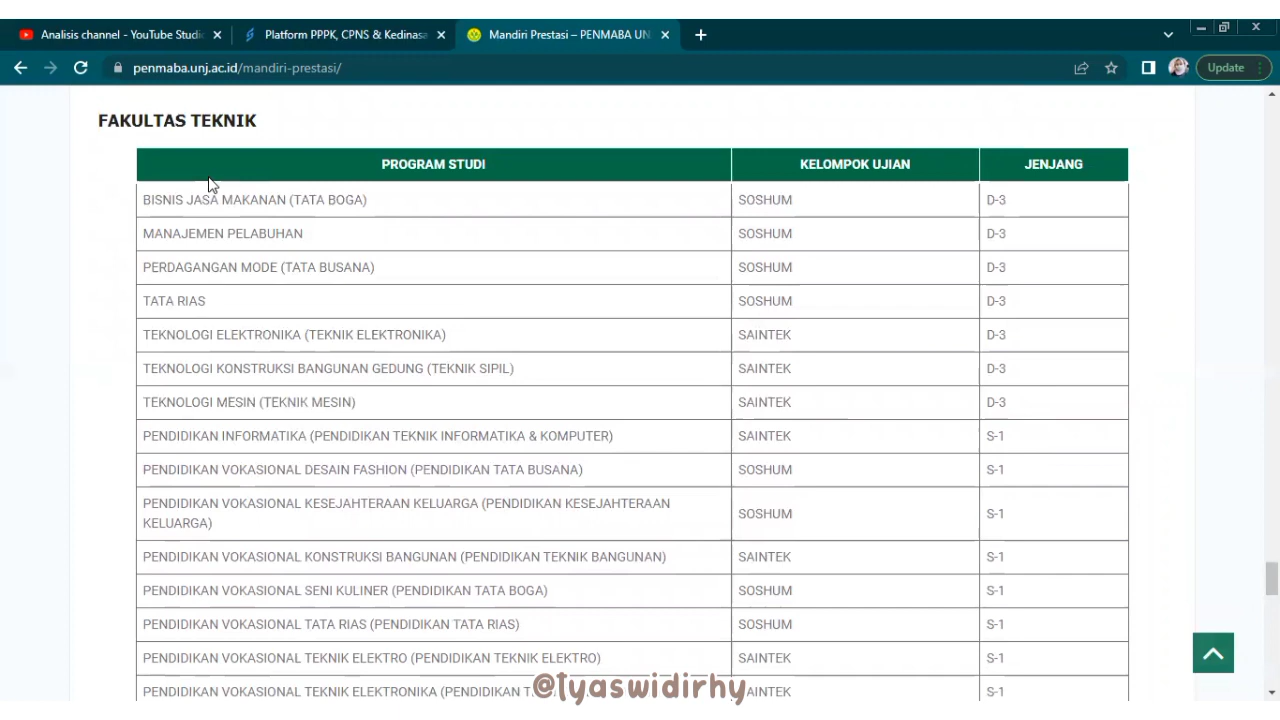 Analisis channel - YouTube Studi
Platform PPPK, CPNS & Kedinasa
Mandiri Prestasi – PENMABA UN
penmaba.unj.ac.id/mandiri-prestasi/
Update
FAKULTAS TEKNIK
PROGRAM STUDI KELOMPOK UJIAN JENJANG
BISNIS JASA MAKANAN (TATA BOGA) SOSHUM D-3
MANAJEMEN PELABUHAN SOSHUM D-3
PERDAGANGAN MODE (TATA BUSANA) SOSHUM D-3
TATA RIAS SOSHUM D-3
TEKNOLOGI ELEKTRONIKA (TEKNIK ELEKTRONIKA) SAINTEK D-3
TEKNOLOGI KONSTRUKSI BANGUNAN GEDUNG (TEKNIK SIPIL) SAINTEK D-3
TEKNOLOGI MESIN (TEKNIK MESIN) SAINTEK D-3
PENDIDIKAN INFORMATIKA (PENDIDIKAN TEKNIK INFORMATIKA & KOMPUTER) SAINTEK S-1
PENDIDIKAN VOKASIONAL DESAIN FASHION (PENDIDIKAN TATA BUSANA) SOSHUM S-1
PENDIDIKAN VOKASIONAL KESEJAHTERAAN KELUARGA (PENDIDIKAN KESEJAHTERAAN
KELUARGA) SOSHUM S-1
PENDIDIKAN VOKASIONAL KONSTRUKSI BANGUNAN (PENDIDIKAN TEKNIK BANGUNAN) SAINTEK S-1
PENDIDIKAN VOKASIONAL SENI KULINER (PENDIDIKAN TATA BOGA) SOSHUM S-1
PENDIDIKAN VOKASIONAL TATA RIAS (PENDIDIKAN TATA RIAS) SOSHUM S-1
PENDIDIKAN VOKASIONAL TEKNIK ELEKTRO (PENDIDIKAN TEKNIK ELEKTRO) SAINTEK S-1
PENDIDIKAN VOKASIONAL TEKNIK ELEKTRONIKA (PENDIDIKAN S-1
@tyaswidirhy